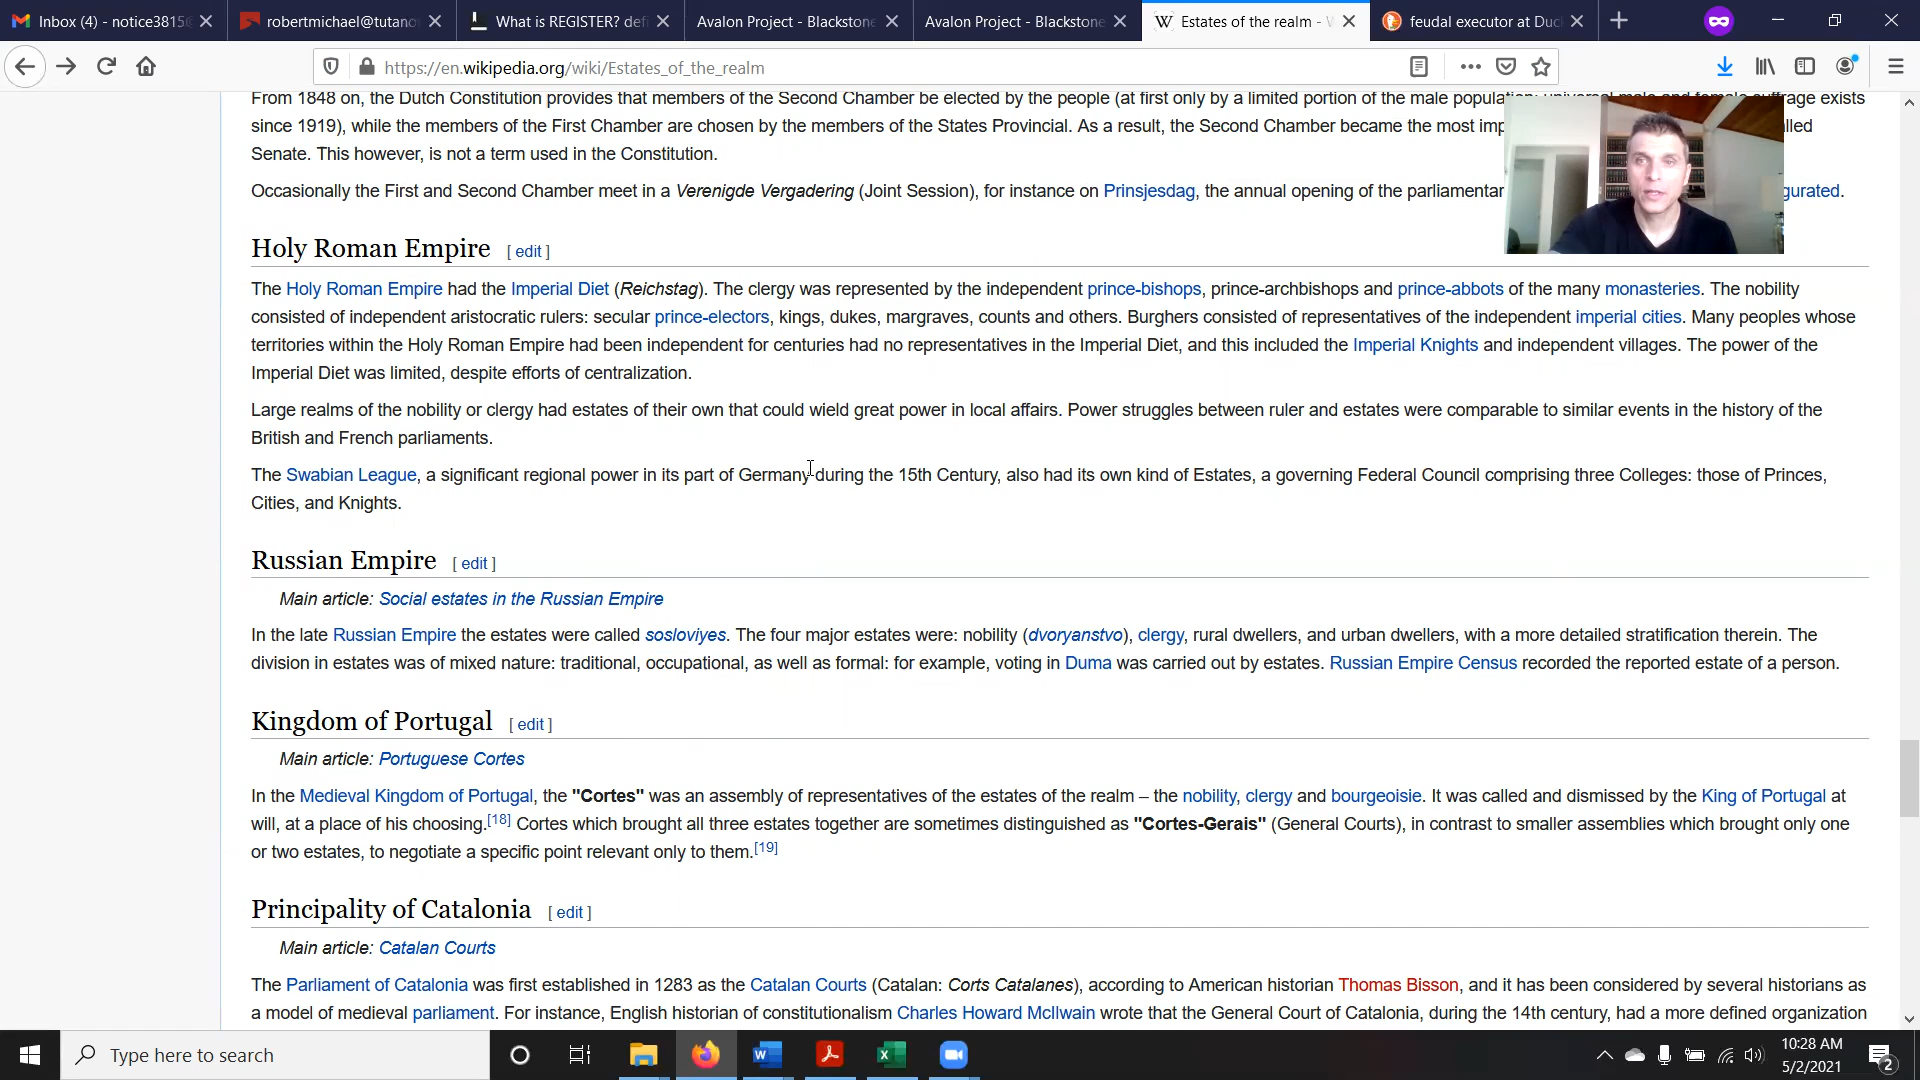 Inbox (4) - notice3815 robertmichael@tutano What is REGISTER? defi Avalon Project - Blackstone Avalon Project - Blackstone Estates of the realm - feudal executor at Duc
https://en.wikipedia.org/wiki/Estates_of_the_realm
From 1848 on, the Dutch Constitution provides that members of the Second Chamber be elected by the people (at first only by a limited portion of the male population; universal male and female suffrage exists
since 1919), while the members of the First Chamber are chosen by the members of the States Provincial. As a result, the Second Chamber became the most imp
Senate. This however, is not a term used in the Constitution.
Occasionally the First and Second Chamber meet in a Verenigde Vergadering (Joint Session), for instance on Prinsjesdag, the annual opening of the parliamentar gurated.
Holy Roman Empire [ edit ]
The Holy Roman Empire had the Imperial Diet (Reichstag). The clergy was represented by the independent prince-bishops, prince-archbishops and prince-abbots of the many monasteries. The nobility
consisted of independent aristocratic rulers: secular prince-electors, kings, dukes, margraves, counts and others. Burghers consisted of representatives of the independent imperial cities. Many peoples whose
territories within the Holy Roman Empire had been independent for centuries had no representatives in the Imperial Diet, and this included the Imperial Knights and independent villages. The power of the
Imperial Diet was limited, despite efforts of centralization.
Large realms of the nobility or clergy had estates of their own that could wield great power in local affairs. Power struggles between ruler and estates were comparable to similar events in the history of the
British and French parliaments.
The Swabian League, a significant regional power in its part of Germany during the 15th Century, also had its own kind of Estates, a governing Federal Council comprising three Colleges: those of Princes,
Cities, and Knights.
Russian Empire [ edit ]
Main article: Social estates in the Russian Empire
In the late Russian Empire the estates were called sosloviyes. The four major estates were: nobility (dvoryanstvo), clergy, rural dwellers, and urban dwellers, with a more detailed stratification therein. The
division in estates was of mixed nature: traditional, occupational, as well as formal: for example, voting in Duma was carried out by estates. Russian Empire Census recorded the reported estate of a person.
Kingdom of Portugal [ edit ]
Main article: Portuguese Cortes
In the Medieval Kingdom of Portugal, the "Cortes" was an assembly of representatives of the estates of the realm – the nobility, clergy and bourgeoisie. It was called and dismissed by the King of Portugal at
will, at a place of his choosing.[18] Cortes which brought all three estates together are sometimes distinguished as "Cortes-Gerais" (General Courts), in contrast to smaller assemblies which brought only one
or two estates, to negotiate a specific point relevant only to them.[19]
Principality of Catalonia [ edit ]
Main article: Catalan Courts
The Parliament of Catalonia was first established in 1283 as the Catalan Courts (Catalan: Corts Catalanes), according to American historian Thomas Bisson, and it has been considered by several historians as
a model of medieval parliament. For instance, English historian of constitutionalism Charles Howard McIlwain wrote that the General Court of Catalonia, during the 14th century, had a more defined organization
Type here to search
10:28 AM
5/2/2021
2